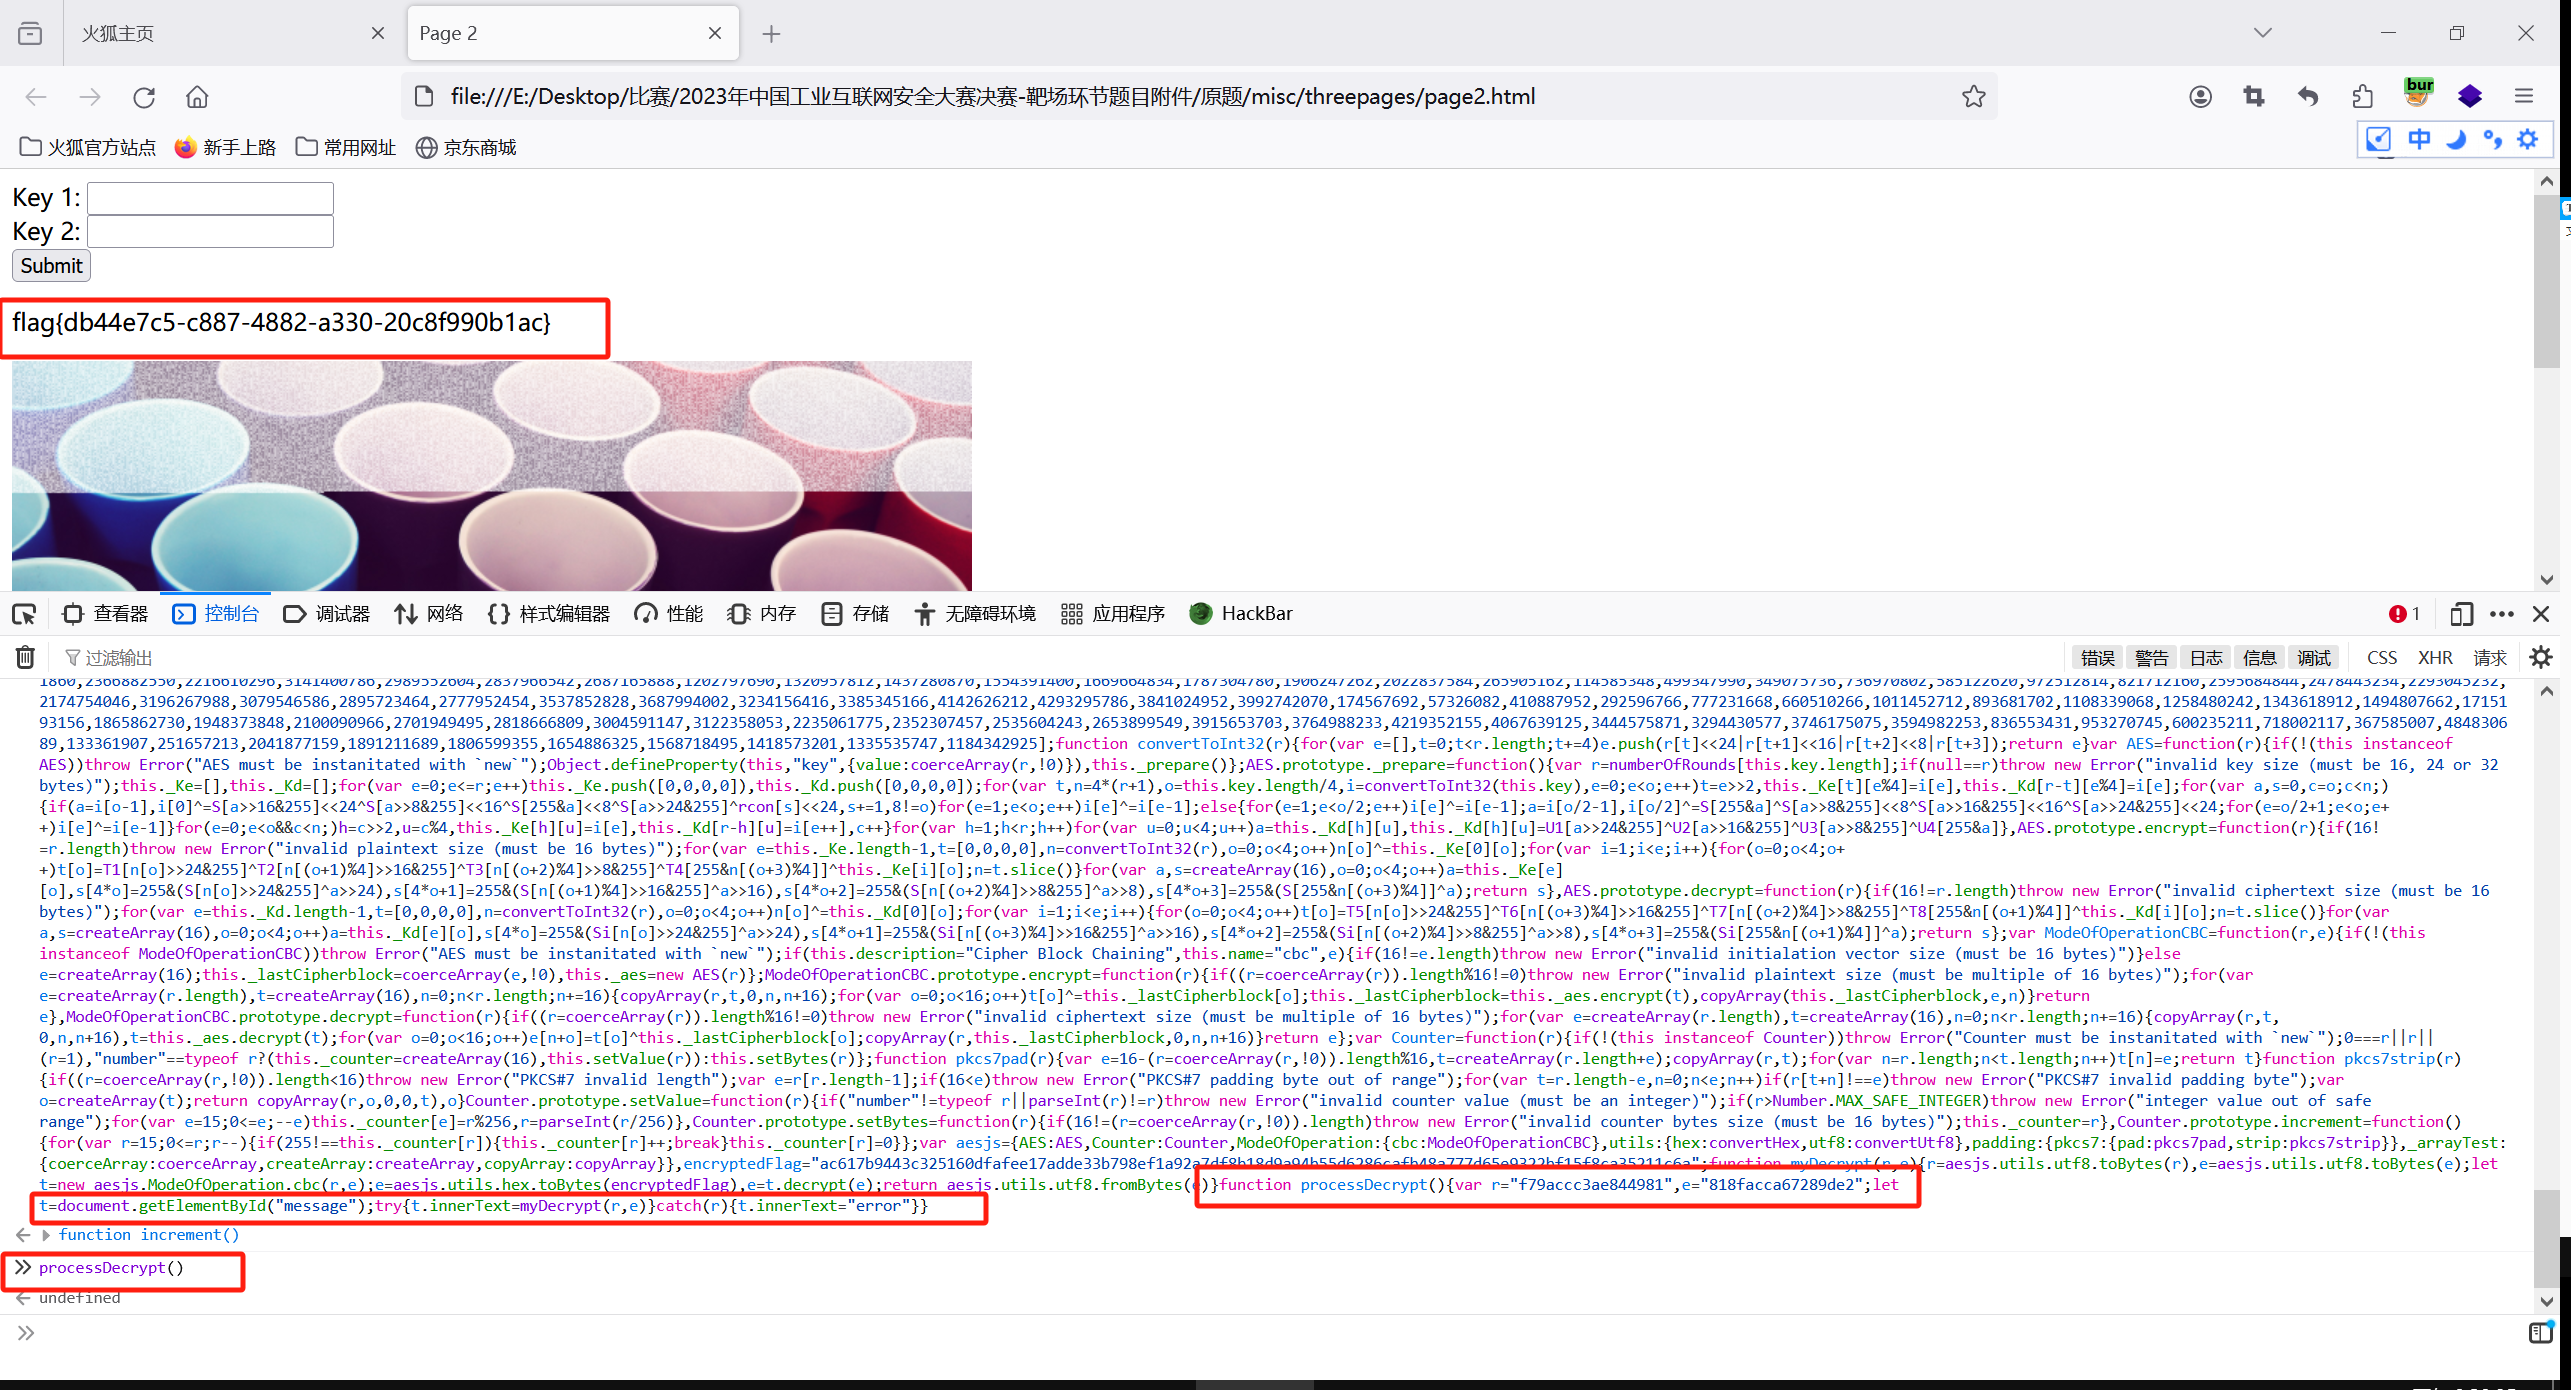 火狐主页
Page 2
file:///E:/Desktop/比赛/2023年中国工业互联网安全大赛决赛-靶场环节题目附件/原题/misc/threepages/page2.html
bur
火狐官方站点 新手上路 常用网址 京东商城
中
Key 1:
Key 2:
Submit
flag{db44e7c5-c887-4882-a330-20c8f990b1ac}
查看器 控制台 调试器 网络 {} 样式编辑器 性能 内存 存储 无障碍环境 应用程序 HackBar 1
过滤输出 错误 警告 日志 信息 调试 CSS XHR 请求
1860,2366882550,2216610296,3141400786,2989552604,2837966542,2687165888,1202797690,1320957812,1437280870,1554391400,1669664834,1787304780,1906247262,2022837584,265905162,114585348,499347990,349075736,736970802,585122620,972512814,821712160,2595684844,2478443234,2293045232,
2174754046,3196267988,3079546586,2895723464,2777952454,3537852828,3687994002,3234156416,3385345166,4142626212,4293295786,3841024952,3992742070,174567692,57326082,410887952,292596766,777231668,660510266,1011452712,893681702,1108339068,1258480242,1343618912,1494807662,17151
93156,1865862730,1948373848,2100090966,2701949495,2818666809,3004591147,3122358053,2235061775,2352307457,2535604243,2653899549,3915653703,3764988233,4219352155,4067639125,3444575871,3294430577,3746175075,3594982253,836553431,953270745,600235211,718002117,367585007,4848306
89,133361907,251657213,2041877159,1891211689,1806599355,1654886325,1568718495,1418573201,1335535747,1184342925];function convertToInt32(r){for(var e=[],t=0;t<r.length;t+=4)e.push(r[t]<<24|r[t+1]<<16|r[t+2]<<8|r[t+3]);return e}var AES=function(r){if(!(this instanceof
AES))throw Error("AES must be instanitated with `new`");Object.defineProperty(this,"key",{value:coerceArray(r,!0)}),this._prepare()};AES.prototype._prepare=function(){var r=numberOfRounds[this.key.length];if(null==r)throw new Error("invalid key size (must be 16, 24 or 32
bytes)");this._Ke=[],this._Kd=[];for(var e=0;e<=r;e++)this._Ke.push([0,0,0,0]),this._Kd.push([0,0,0,0]);for(var t,n=4*(r+1),o=this.key.length/4,i=convertToInt32(this.key),e=0;e<o;e++)t=e>>2,this._Ke[t][e%4]=i[e],this._Kd[r-t][e%4]=i[e];for(var a,s=0,c=o;c<n;)
{if(a=i[o-1],i[0]^=S[a>>16&255]<<24^S[a>>8&255]<<16^S[255&a]<<8^S[a>>24&255]^rcon[s]<<24,s+=1,8!=o)for(e=1;e<o;e++)i[e]^=i[e-1];else{for(e=1;e<o/2;e++)i[e]^=i[e-1];a=i[o/2-1],i[o/2]^=S[255&a]^S[a>>8&255]<<8^S[a>>16&255]<<16^S[a>>24&255]<<24;for(e=o/2+1;e<o;e+
+)i[e]^=i[e-1]}for(e=0;e<o&&c<n;)h=c>>2,u=c%4,this._Ke[h][u]=i[e],this._Kd[r-h][u]=i[e++],c++}for(var h=1;h<r;h++)for(var u=0;u<4;u++)a=this._Kd[h][u],this._Kd[h][u]=U1[a>>24&255]^U2[a>>16&255]^U3[a>>8&255]^U4[255&a]},AES.prototype.encrypt=function(r){if(16!
=r.length)throw new Error("invalid plaintext size (must be 16 bytes)");for(var e=this._Ke.length-1,t=[0,0,0,0],n=convertToInt32(r),o=0;o<4;o++)n[o]^=this._Ke[0][o];for(var i=1;i<e;i++){for(o=0;o<4;o+
+)t[o]=T1[n[o]>>24&255]^T2[n[(o+1)%4]>>16&255]^T3[n[(o+2)%4]>>8&255]^T4[255&n[(o+3)%4]]^this._Ke[i][o];n=t.slice()}for(var a,s=createArray(16),o=0;o<4;o++)a=this._Ke[e]
[o],s[4*o]=255&(S[n[o]>>24&255]^a>>24),s[4*o+1]=255&(S[n[(o+1)%4]>>16&255]^a>>16),s[4*o+2]=255&(S[n[(o+2)%4]>>8&255]^a>>8),s[4*o+3]=255&(S[255&n[(o+3)%4]]^a);return s},AES.prototype.decrypt=function(r){if(16!=r.length)throw new Error("invalid ciphertext size (must be 16
bytes)");for(var e=this._Kd.length-1,t=[0,0,0,0],n=convertToInt32(r),o=0;o<4;o++)n[o]^=this._Kd[0][o];for(var i=1;i<e;i++){for(o=0;o<4;o++)t[o]=T5[n[o]>>24&255]^T6[n[(o+3)%4]>>16&255]^T7[n[(o+2)%4]>>8&255]^T8[255&n[(o+1)%4]]^this._Kd[i][o];n=t.slice()}for(var
a,s=createArray(16),o=0;o<4;o++)a=this._Kd[e][o],s[4*o]=255&(Si[n[o]>>24&255]^a>>24),s[4*o+1]=255&(Si[n[(o+3)%4]>>16&255]^a>>16),s[4*o+2]=255&(Si[n[(o+2)%4]>>8&255]^a>>8),s[4*o+3]=255&(Si[255&n[(o+1)%4]]^a);return s};var ModeOfOperationCBC=function(r,e){if(!(this
instanceof ModeOfOperationCBC))throw Error("AES must be instanitated with `new`");if(this.description="Cipher Block Chaining",this.name="cbc",e){if(16!=e.length)throw new Error("invalid initialation vector size (must be 16 bytes)")}else
e=createArray(16);this._lastCipherblock=coerceArray(e,!0),this._aes=new AES(r)};ModeOfOperationCBC.prototype.encrypt=function(r){if((r=coerceArray(r)).length%16!=0)throw new Error("invalid plaintext size (must be multiple of 16 bytes)");for(var
e=createArray(r.length),t=createArray(16),n=0;n<r.length;n+=16){copyArray(r,t,0,n,n+16);for(var o=0;o<16;o++)t[o]^=this._lastCipherblock[o];this._lastCipherblock=this._aes.encrypt(t),copyArray(this._lastCipherblock,e,n)}return
e},ModeOfOperationCBC.prototype.decrypt=function(r){if((r=coerceArray(r)).length%16!=0)throw new Error("invalid ciphertext size (must be multiple of 16 bytes)");for(var e=createArray(r.length),t=createArray(16),n=0;n<r.length;n+=16){copyArray(r,t,
0,n,n+16),t=this._aes.decrypt(t);for(var o=0;o<16;o++)e[n+o]=t[o]^this._lastCipherblock[o];copyArray(r,this._lastCipherblock,0,n,n+16)}return e};var Counter=function(r){if(!(this instanceof Counter))throw Error("Counter must be instanitated with `new`");0===r||r||
(r=1),"number"==typeof r?(this._counter=createArray(16),this.setValue(r)):this.setBytes(r)};function pkcs7pad(r){var e=16-(r=coerceArray(r,!0)).length%16,t=createArray(r.length+e);copyArray(r,t);for(var n=r.length;n<t.length;n++)t[n]=e;return t}function pkcs7strip(r)
{if((r=coerceArray(r,!0)).length<16)throw new Error("PKCS#7 invalid length");var e=r[r.length-1];if(16<e)throw new Error("PKCS#7 padding byte out of range");for(var t=r.length-e,n=0;n<e;n++)if(r[t+n]!==e)throw new Error("PKCS#7 invalid padding byte");var
o=createArray(t);return copyArray(r,o,0,0,t),o}Counter.prototype.setValue=function(r){if("number"!=typeof r||parseInt(r)!=r)throw new Error("invalid counter value (must be an integer)");if(r>Number.MAX_SAFE_INTEGER)throw new Error("integer value out of safe
range");for(var e=15;0<=e;--e)this._counter[e]=r%256,r=parseInt(r/256)},Counter.prototype.setBytes=function(r){if(16!=(r=coerceArray(r,!0)).length)throw new Error("invalid counter bytes size (must be 16 bytes)");this._counter=r},Counter.prototype.increment=function()
{for(var r=15;0<=r;r--){if(255!==this._counter[r]){this._counter[r]++;break}this._counter[r]=0}};var aesjs={AES:AES,Counter:Counter,ModeOfOperation:{cbc:ModeOfOperationCBC},utils:{hex:convertHex,utf8:convertUtf8},padding:{pkcs7:{pad:pkcs7pad,strip:pkcs7strip}},_arrayTest:
{coerceArray:coerceArray,createArray:createArray,copyArray:copyArray}},encryptedFlag="ac617b9443c325160dfafee17adde33b798ef1a92a7df8b18d9a94b55d6286cafb48a777d65e9322bf15f8ca35211c6a";function myDecrypt(r,e){r=aesjs.utils.utf8.toBytes(r),e=aesjs.utils.utf8.toBytes(e);let
t=new aesjs.ModeOfOperation.cbc(r,e);e=aesjs.utils.hex.toBytes(encryptedFlag),e=t.decrypt(e);return aesjs.utils.utf8.fromBytes(e)}function processDecrypt(){var r="f79accc3ae844981",e="818facca67289de2";let
t=document.getElementById("message");try{t.innerText=myDecrypt(r,e)}catch(r){t.innerText="error"}}
function increment()
processDecrypt()
undefined